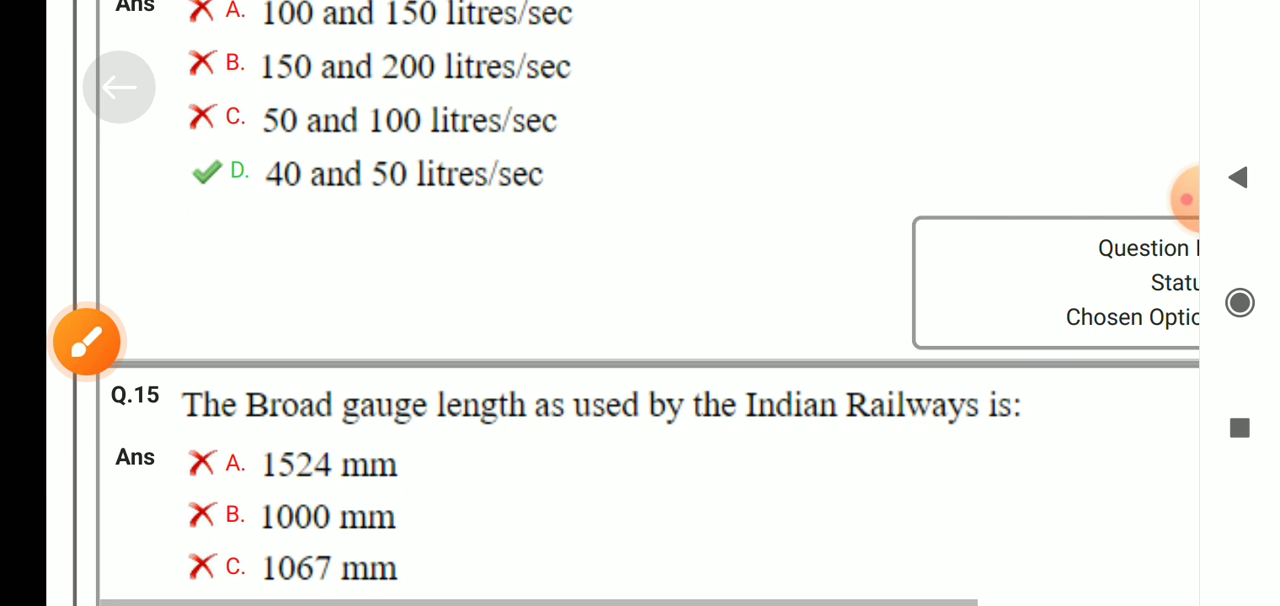 Ans A. 100 and 150 litres/sec
B. 150 and 200 litres/sec
C. 50 and 100 litres/sec
D. 40 and 50 litres/sec
Question
Chosen
Q.15 The Broad gauge length as used by the Indian Railways is:
Ans A. 1524 mm
B. 1000 mm
C. 1067 mm